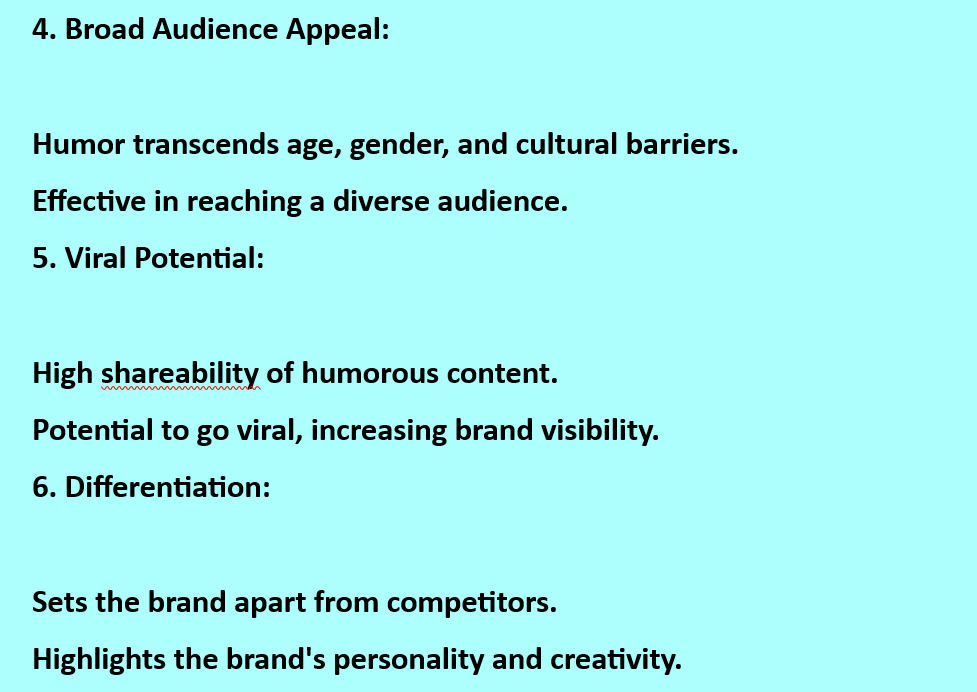 4. Broad Audience Appeal:
Humor transcends age, gender, and cultural barriers.
Effective in reaching a diverse audience.
5. Viral Potential:
High shareability of humorous content.
Potential to go viral, increasing brand visibility.
6. Differentiation:
Sets the brand apart from competitors.
Highlights the brand's personality and creativity.